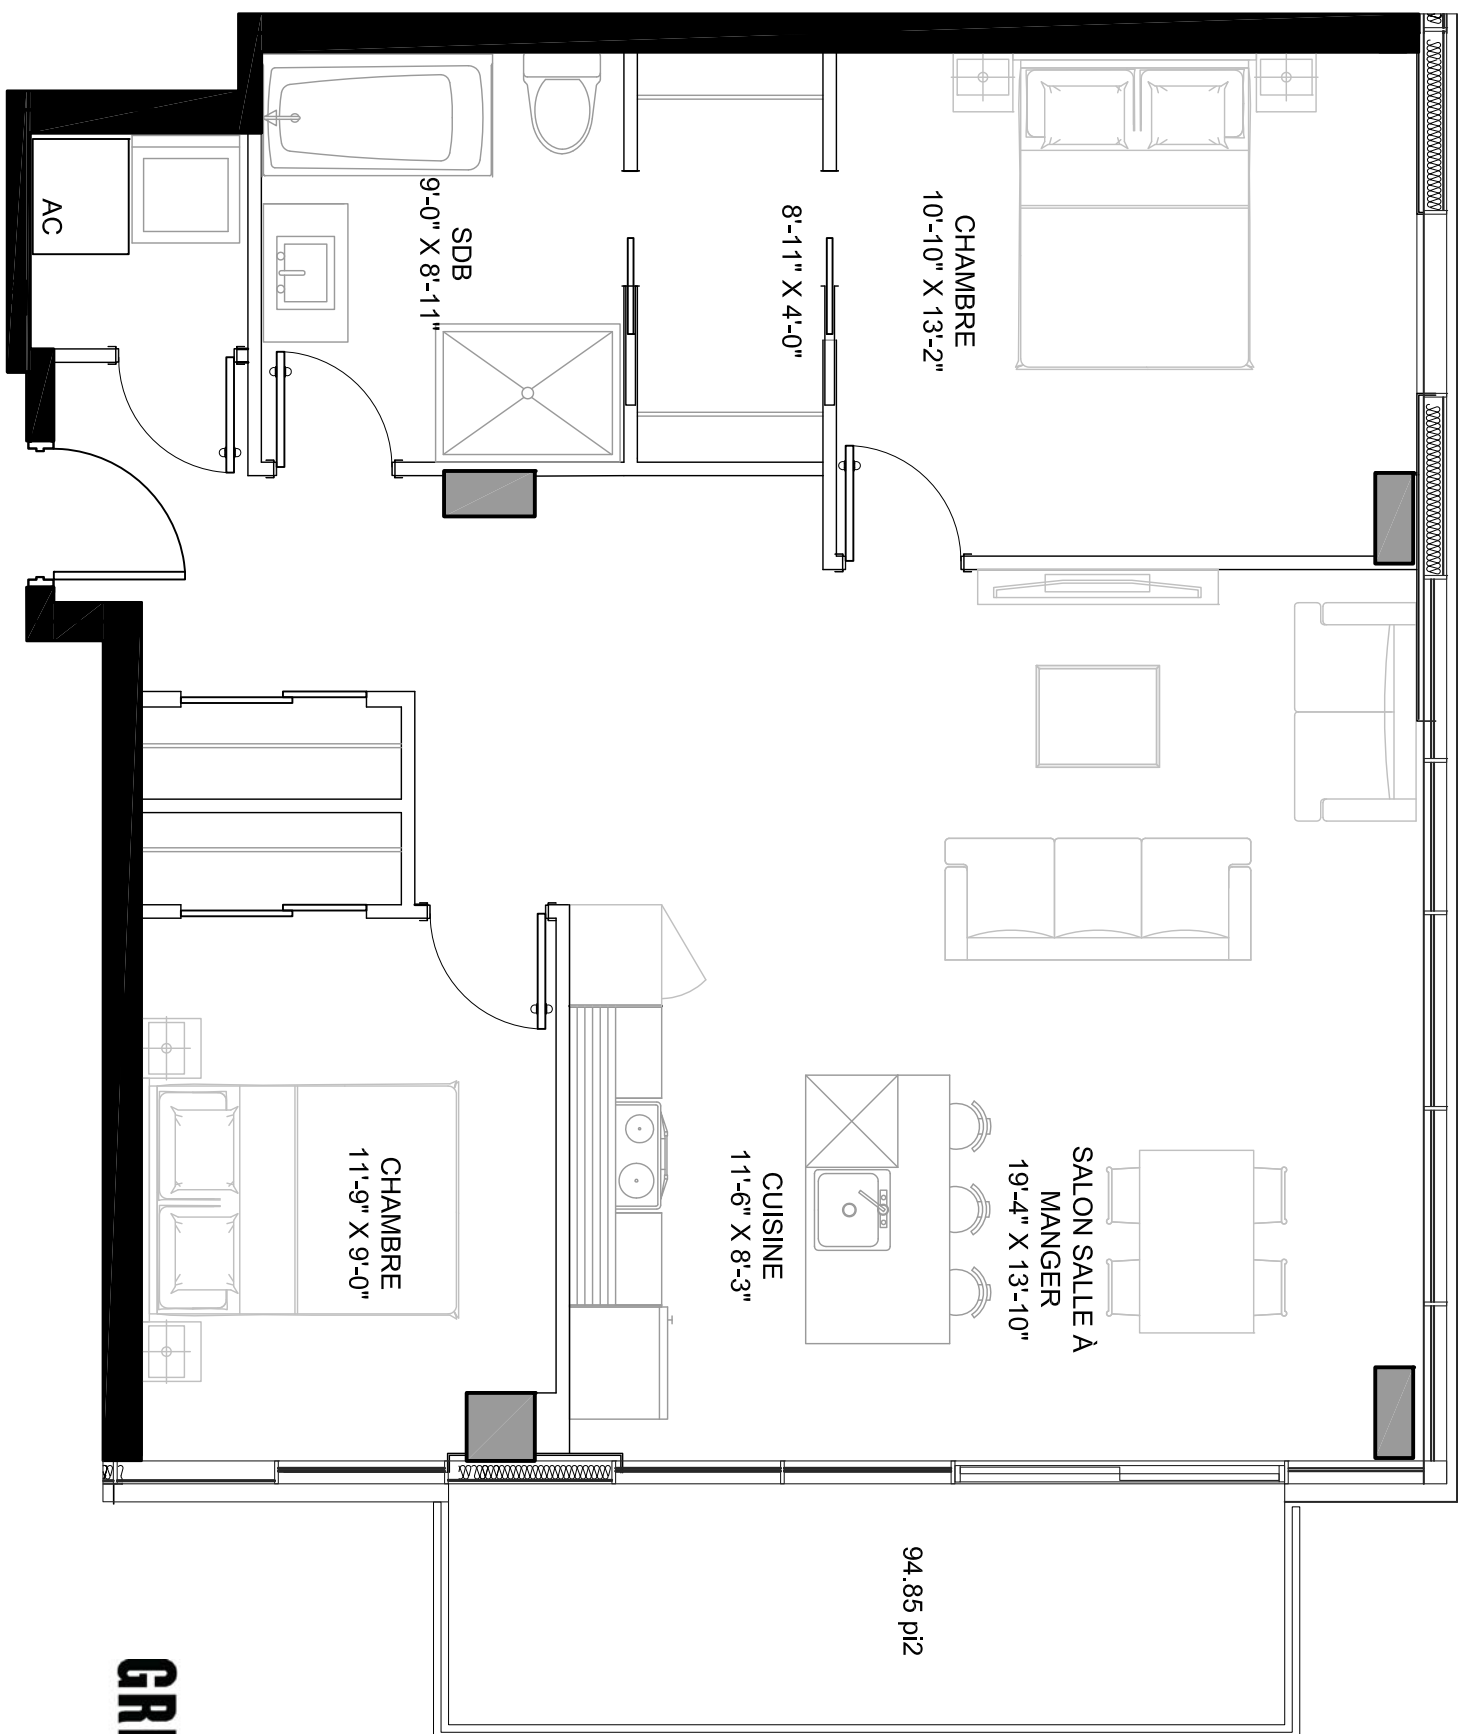 CHAMBRE
10'-10" X 13'-2"
8'-11" X 4'-0"
SDB
9'-0" X 8'-11"
AC
SALON SALLE À
MANGER
19'-4" X 13'-10"
CUISINE
11'-6" X 8'-3"
CHAMBRE
11'-9" X 9'-0"
94.85 pi2